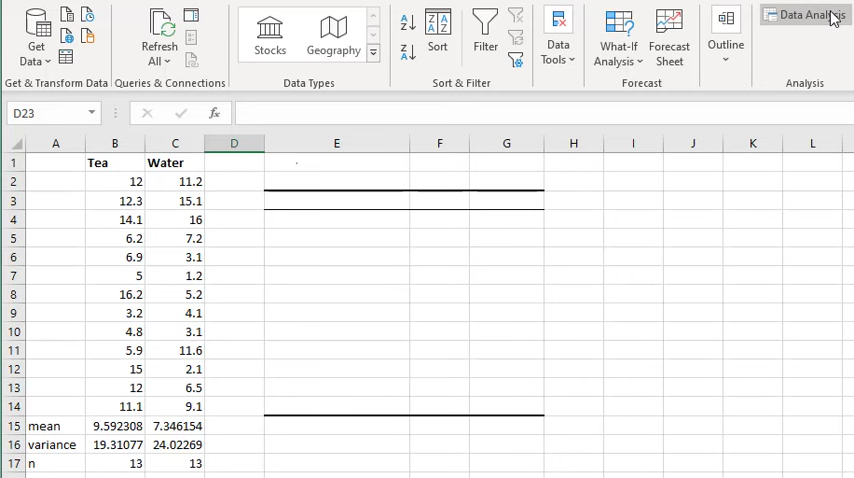 Get Data
Refresh All
Stocks
Geography
Sort
Filter
Data Tools
What-If Analysis
Forecast Sheet
Outline
Data Analysis
Get & Transform Data
Queries & Connections
Data Types
Sort & Filter
Forecast
Analysis
D23
fx
A B C D E F G H I J K L
1 Tea Water
2 12 11.2
3 12.3 15.1
4 14.1 16
5 6.2 7.2
6 6.9 3.1
7 5 1.2
8 16.2 5.2
9 3.2 4.1
10 4.8 3.1
11 5.9 11.6
12 15 2.1
13 12 6.5
14 11.1 9.1
15 mean 9.592308 7.346154
16 variance 19.31077 24.02269
17 n 13 13